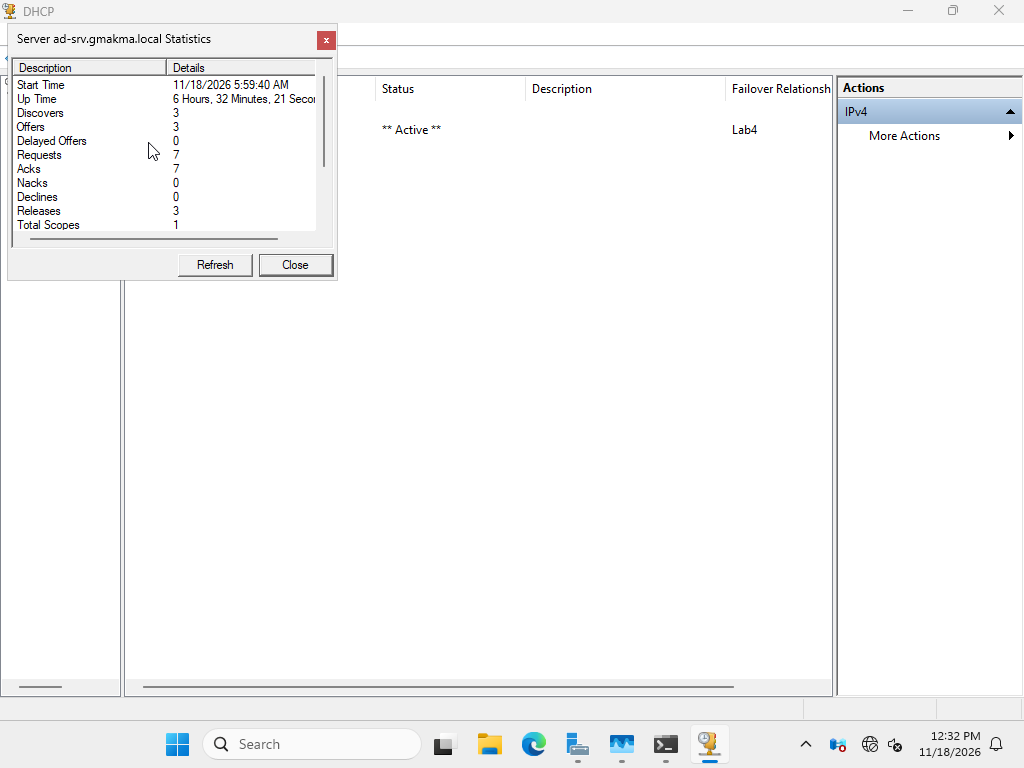 DHCP
Server ad-srv.gmakma.local Statistics
x
Description Details
Start Time 11/18/2026 5:59:40 AM
Up Time 6 Hours, 32 Minutes, 21 Secor
Discovers 3
Offers 3
Delayed Offers 0
Requests 7
Acks 7
Nacks 0
Declines 0
Releases 3
Total Scopes 1
Refresh Close
Status Description Failover Relationsh
** Active ** Lab4
Actions
IPv4
More Actions
Search
12:32 PM
11/18/2026